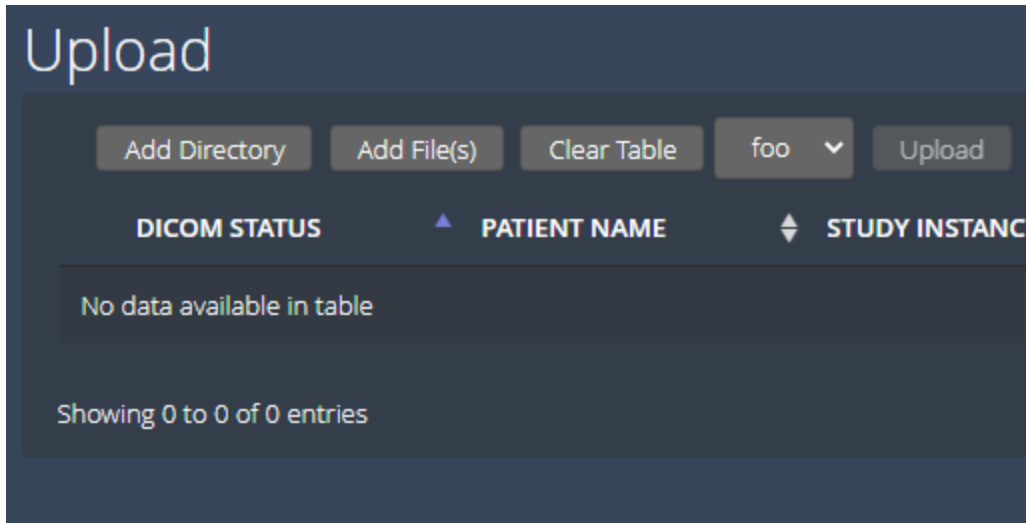 Upload
Add Directory Add File(s) Clear Table foo Upload
DICOM STATUS PATIENT NAME STUDY INSTANC
No data available in table
Showing 0 to 0 of 0 entries